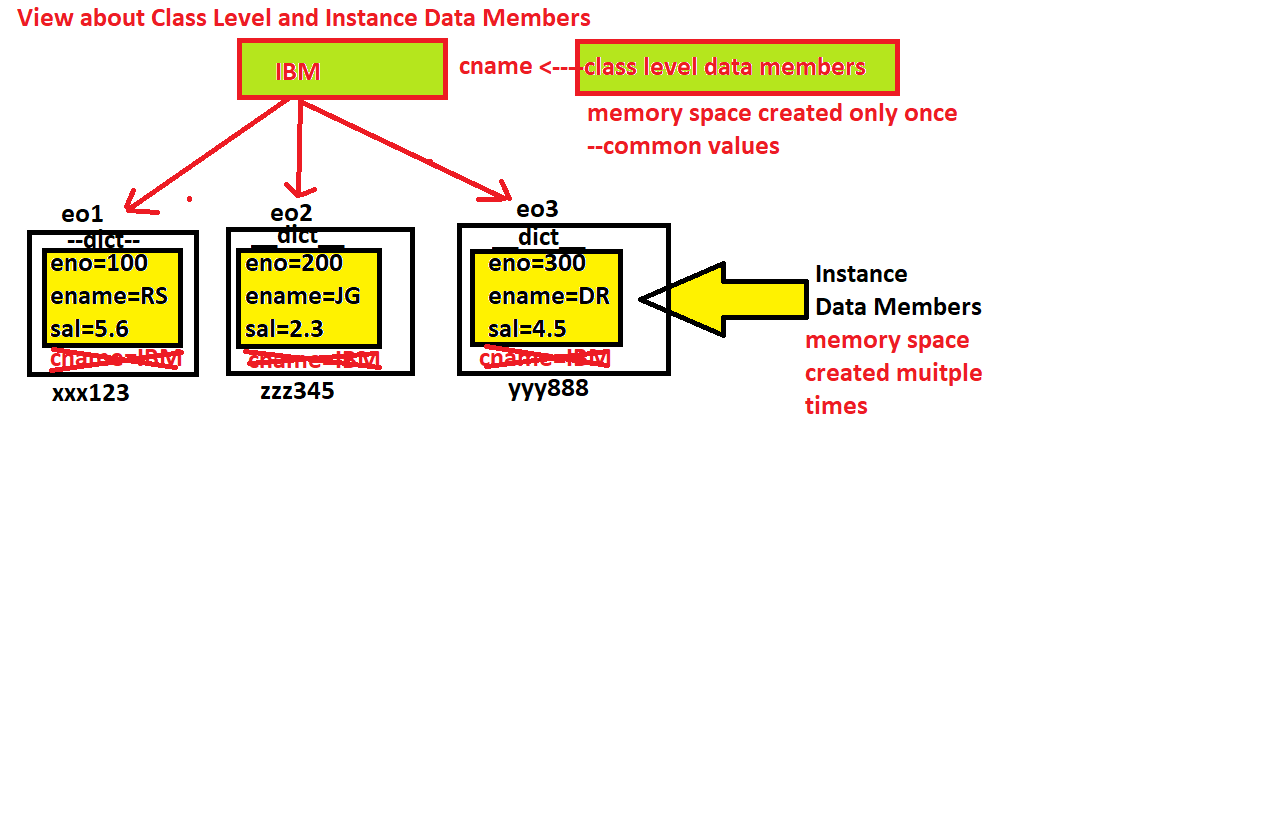 View about Class Level and Instance Data Members
IBM
cname <----class level data members
memory space created only once
--common values
eo1
--dict--
eno=100
ename=RS
sal=5.6
cname=IBM
xxx123
eo2
__dict__
eno=200
ename=JG
sal=2.3
cname=IBM
zzz345
eo3
__dict__
eno=300
ename=DR
sal=4.5
cname=IBM
yyy888
Instance
Data Members
memory space
created muitple
times